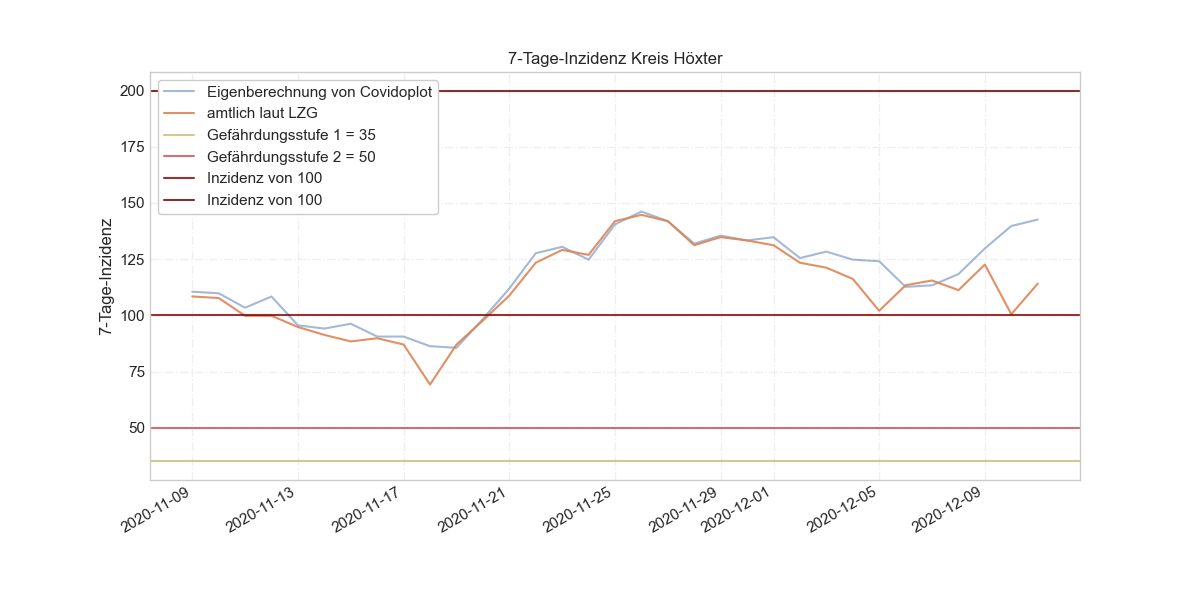 7-Tage-Inzidenz Kreis Höxter
Eigenberechnung von Covidoplot
amtlich laut LZG
Gefährdungsstufe 1 = 35
Gefährdungsstufe 2 = 50
Inzidenz von 100
Inzidenz von 100
7-Tage-Inzidenz
200
175
150
125
100
75
50
2020-11-09
2020-11-13
2020-11-17
2020-11-21
2020-11-25
2020-11-29
2020-12-01
2020-12-05
2020-12-09